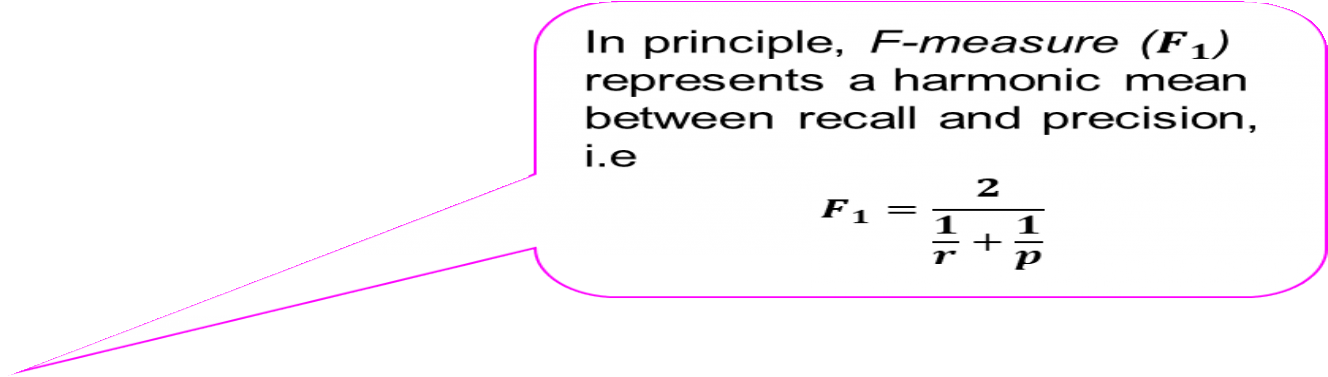 In principle, F-measure (F₁)
represents a harmonic mean
between recall and precision,
i.e
F₁ = 2 / (1/r + 1/p)